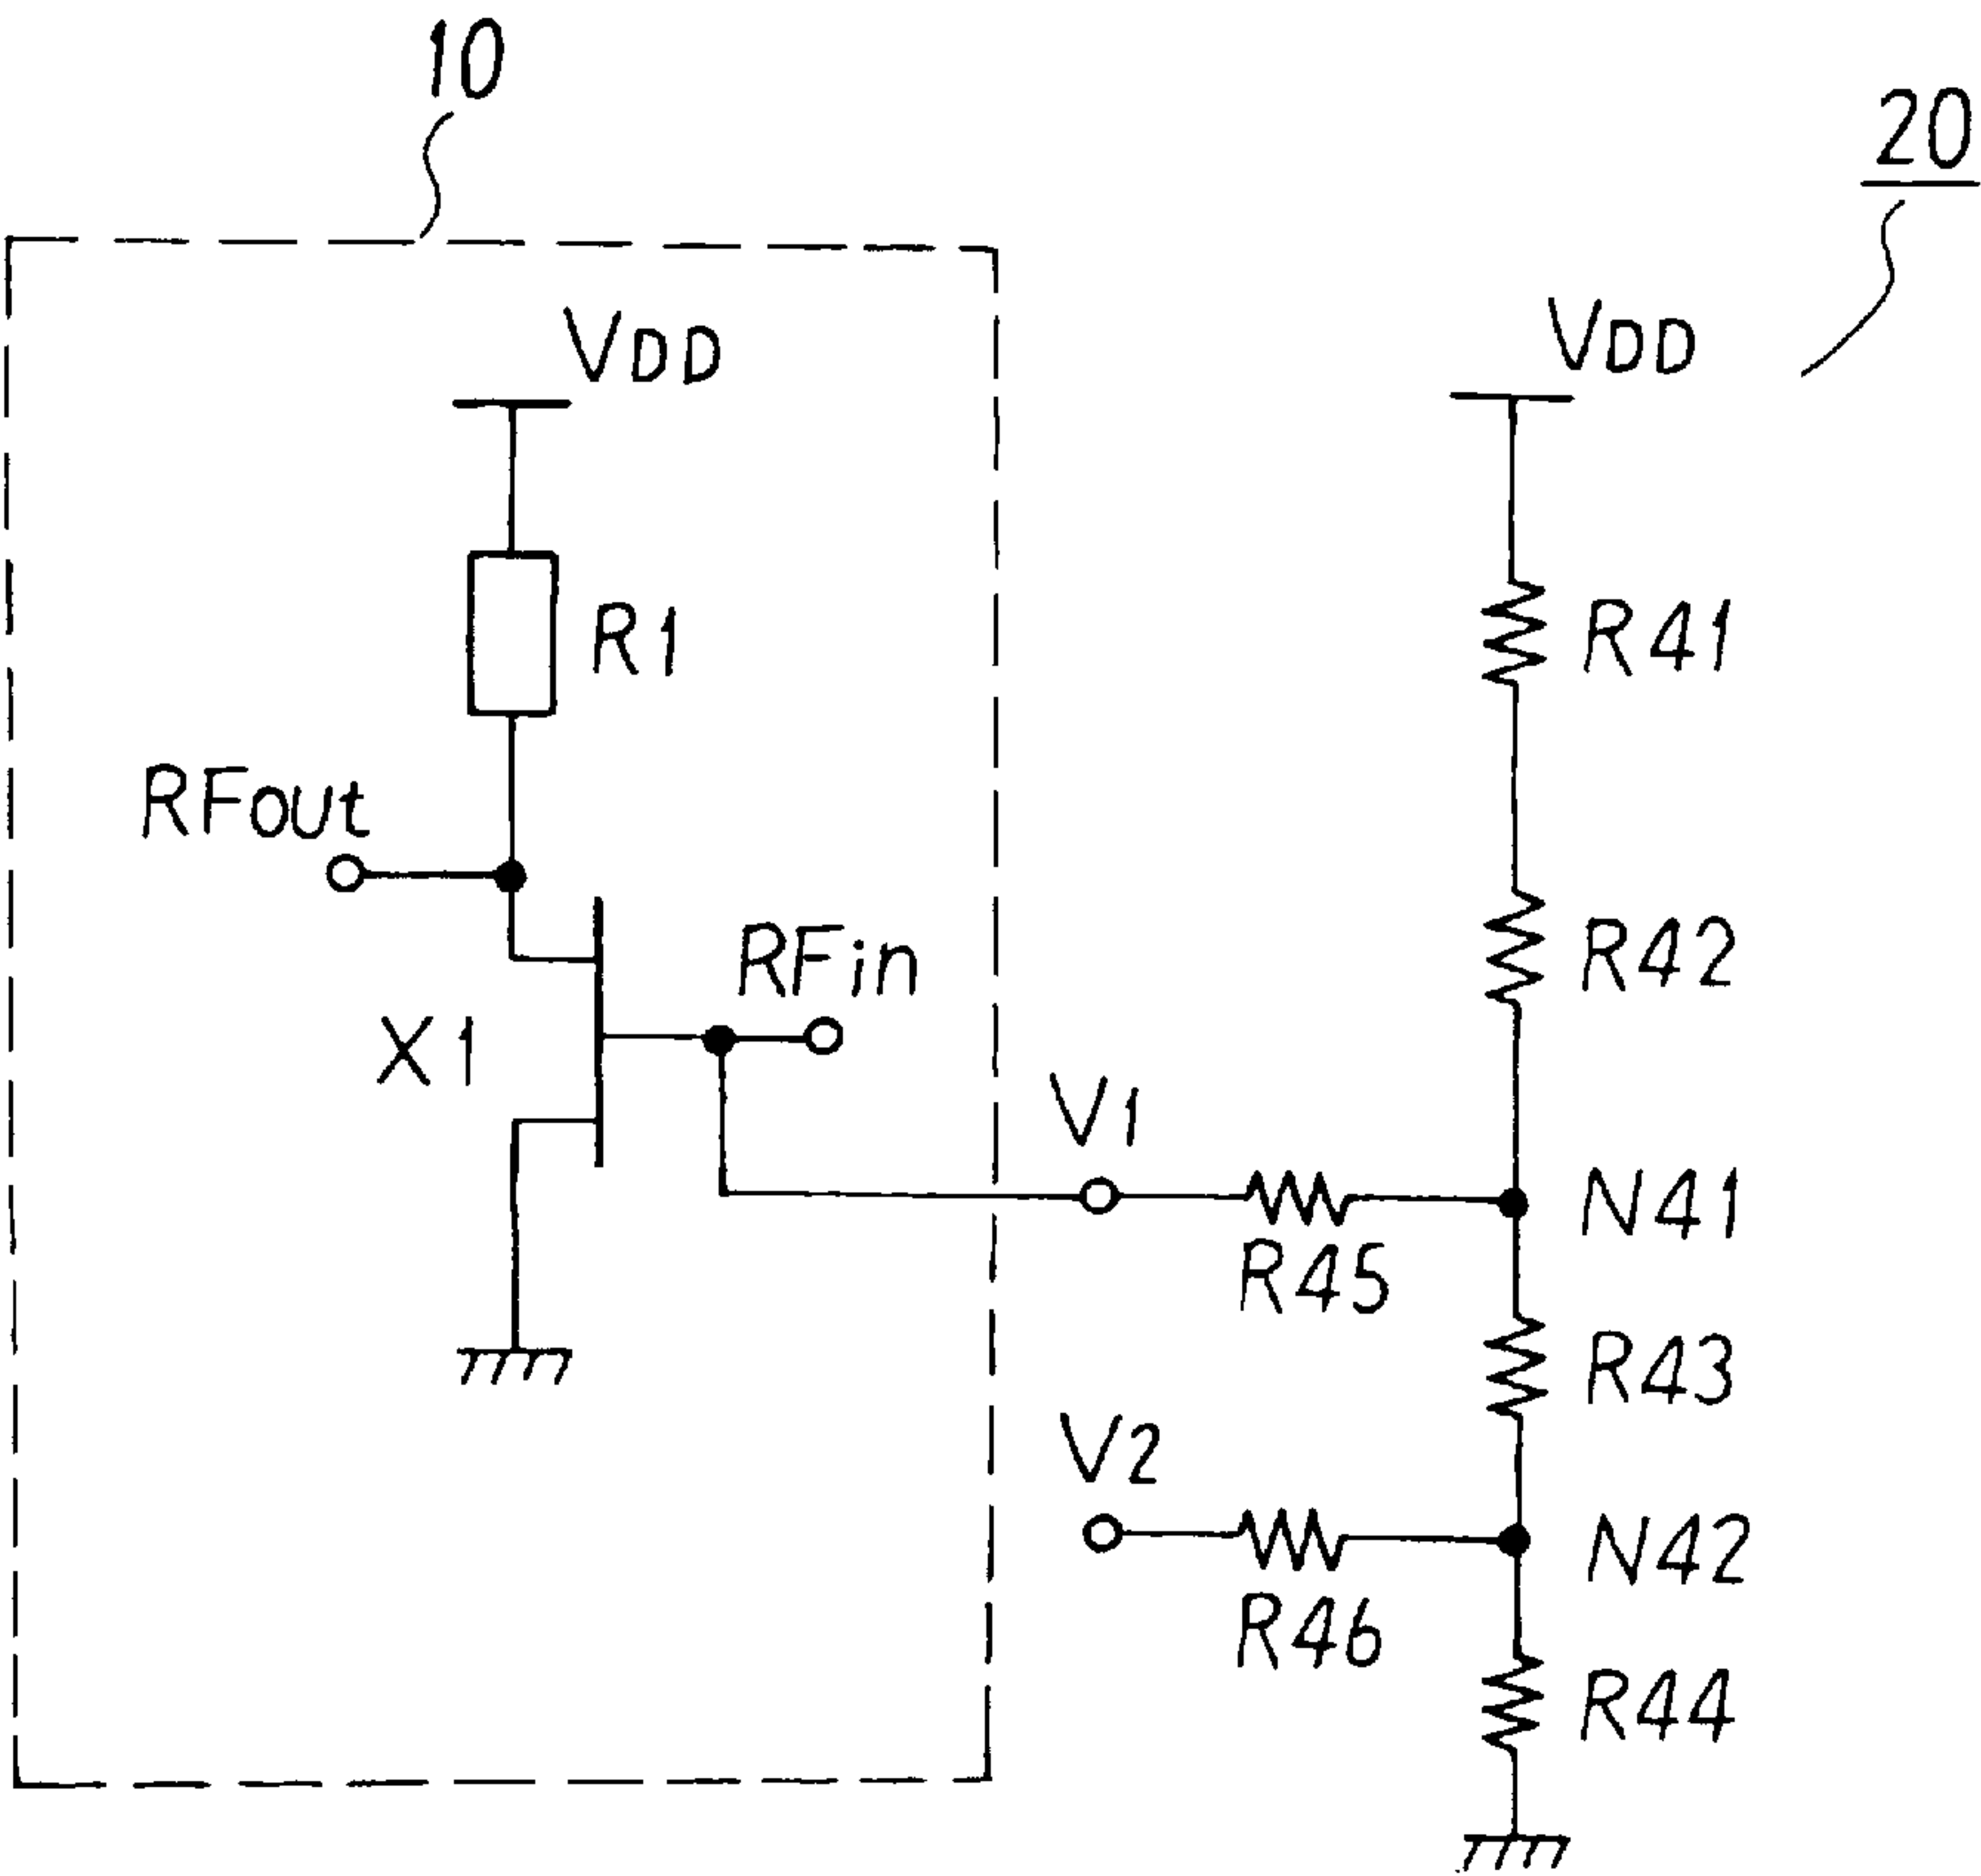 10
20
VDD
VDD
R1
R41
RFout
R42
RFin
X1
V1
N41
R45
R43
V2
N42
R46
R44